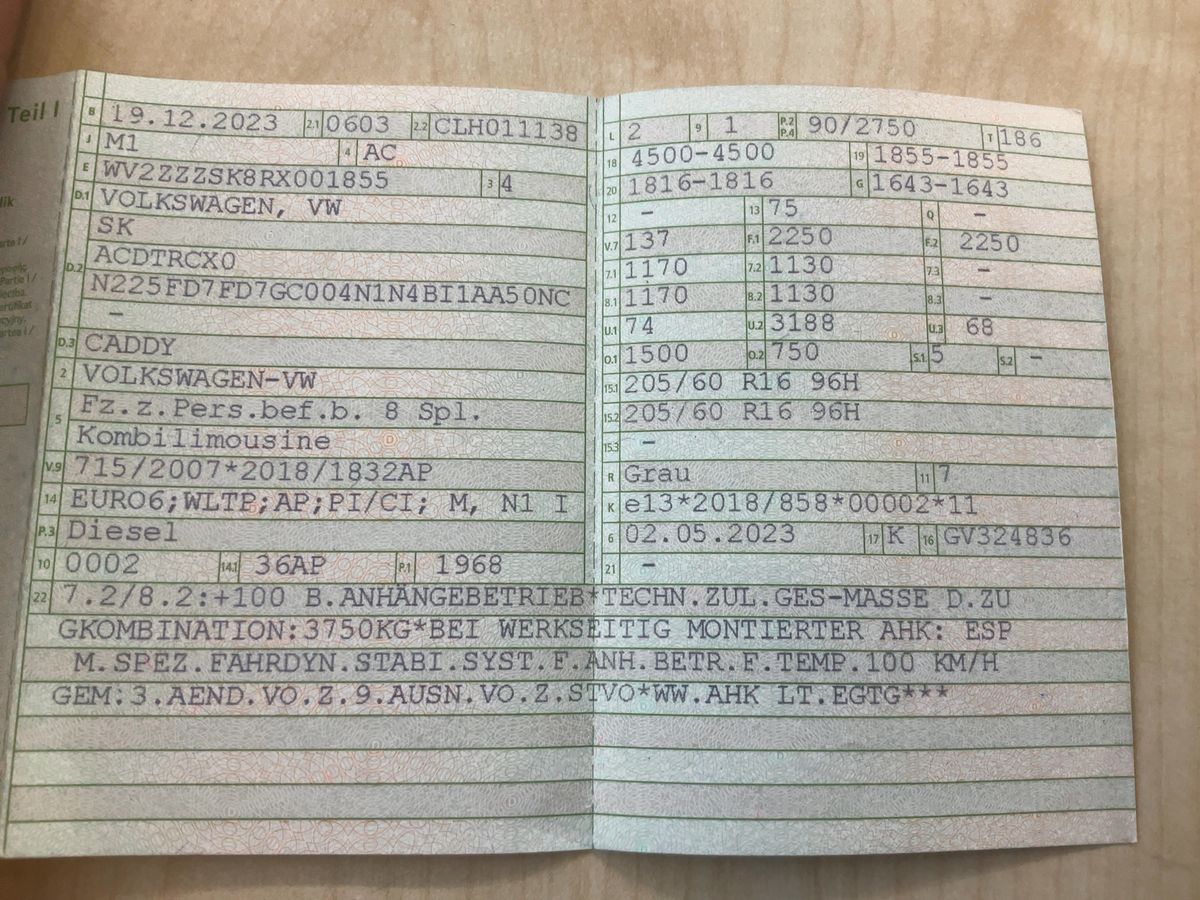 Teil I
B 19.12.2023 2.1 0603 2.2 CLH011138
J M1 4 AC
E WV2ZZZSK8RX001855 3 4
D.1 VOLKSWAGEN, VW
SK
D.2 ACDTRCX0
N225FD7FD7GC004N1N4BI1AA50NC
–
D.3 CADDY
2 VOLKSWAGEN-VW
5 Fz.z.Pers.bef.b. 8 Spl.
Kombilimousine
V.9 715/2007*2018/1832AP
14 EURO6;WLTP;AP;PI/CI; M, N1 I
P.3 Diesel
10 0002 14.1 36AP P.1 1968
L 2 9 1 P.2 P.4 90/2750 T 186
18 4500-4500 19 1855-1855
20 1816-1816 G 1643-1643
12 – 13 75 Q –
V.7 137 F.1 2250 F.2 2250
7.1 1170 7.2 1130 7.3 –
8.1 1170 8.2 1130 8.3 –
U.1 74 U.2 3188 U.3 68
O.1 1500 O.2 750 S.1 5 S.2 –
15.1 205/60 R16 96H
15.2 205/60 R16 96H
15.3 –
R Grau 11 7
K e13*2018/858*00002*11
6 02.05.2023 17 K 16 GV324836
21 –
22 7.2/8.2:+100 B.ANHÄNGEBETRIEB*TECHN.ZUL.GES-MASSE D.ZU
GKOMBINATION:3750KG*BEI WERKSEITIG MONTIERTER AHK: ESP
M.SPEZ.FAHRDYN.STABI.SYST.F.ANH.BETR.F.TEMP.100 KM/H
GEM:3.AEND.VO.Z.9.AUSN.VO.Z.STVO*WW.AHK LT.EGTG***